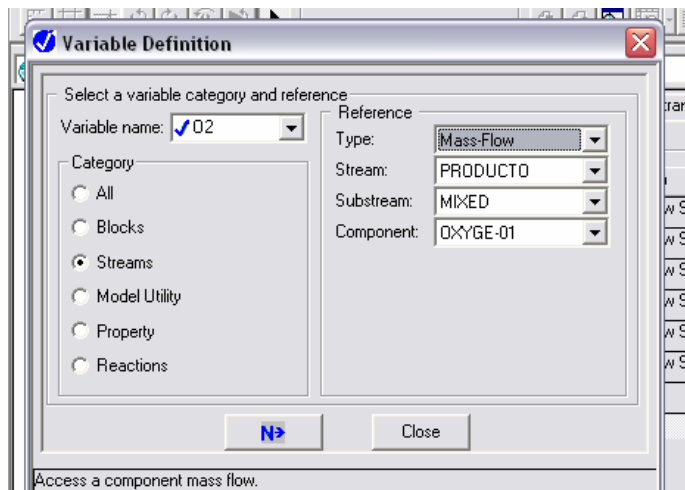 Variable Definition
Select a variable category and reference
Variable name: O2
Category
All
Blocks
Streams
Model Utility
Property
Reactions
Reference
Type: Mass-Flow
Stream: PRODUCTO
Substream: MIXED
Component: OXYGE-01
N→ Close
Access a component mass flow.